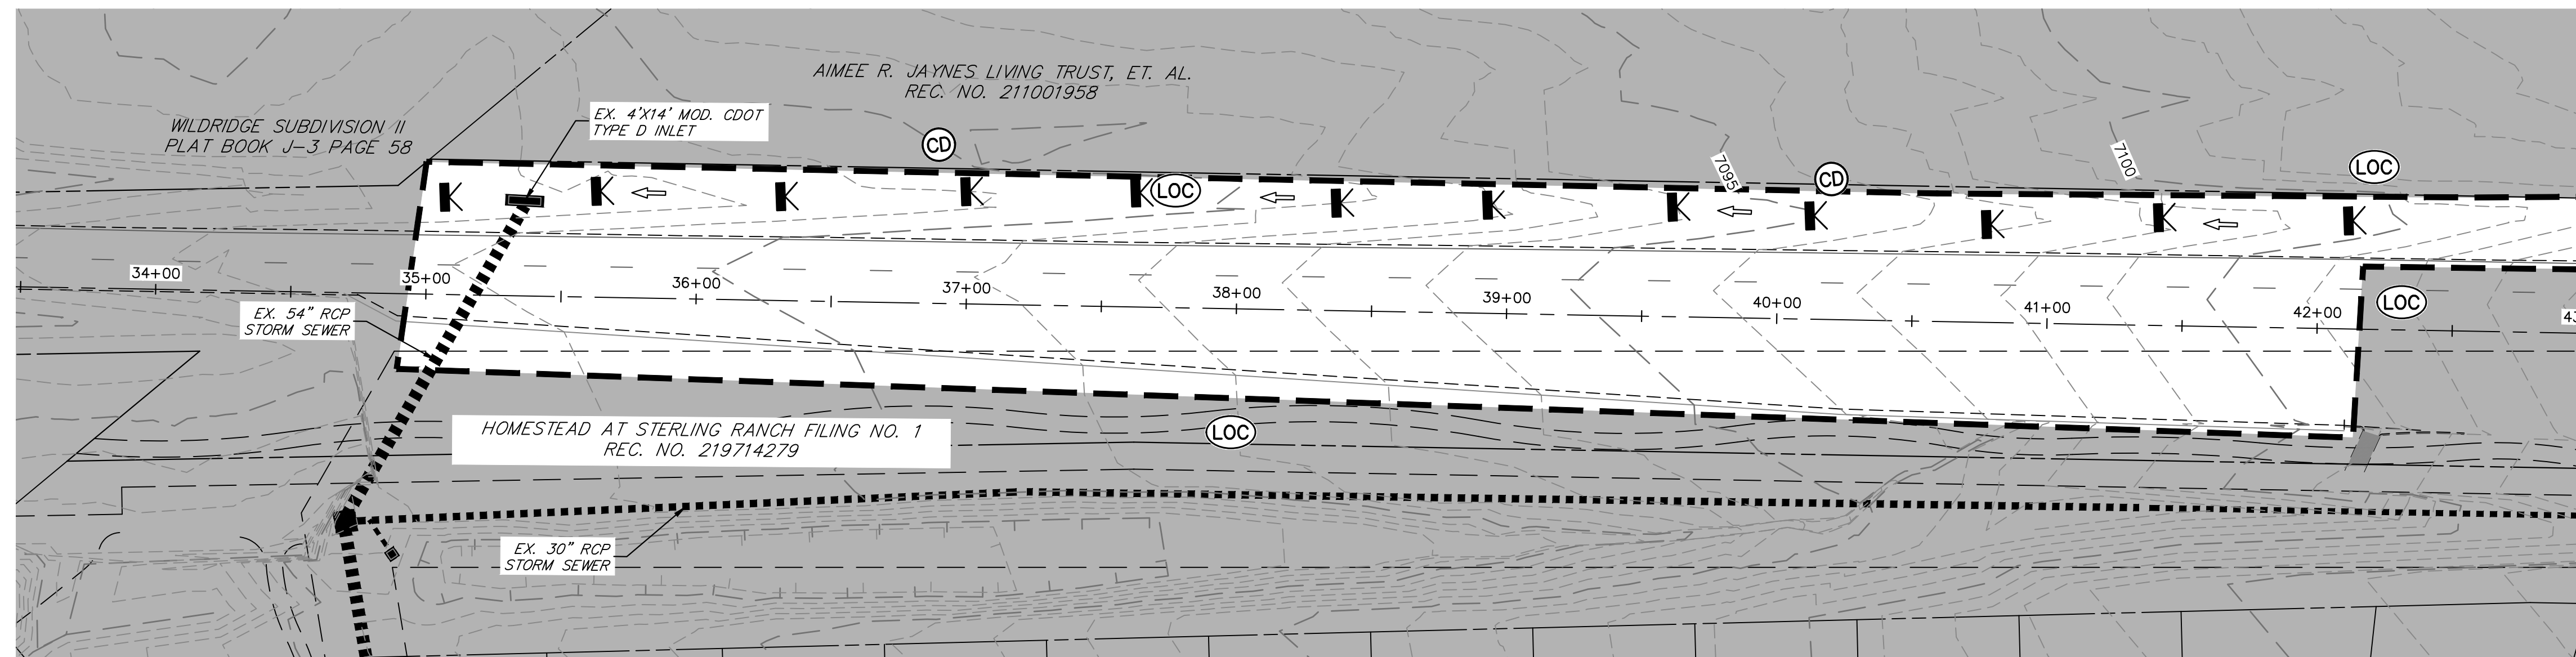 AIMEE R. JAYNES LIVING TRUST, ET. AL.
REC. NO. 211001958
WILDRIDGE SUBDIVISION II
PLAT BOOK J-3 PAGE 58
EX. 4'X14' MOD. CDOT
TYPE D INLET
CD
LOC
7095
CD
7100
LOC
34+00
35+00
36+00
37+00
38+00
39+00
40+00
41+00
42+00
LOC
EX. 54" RCP
STORM SEWER
HOMESTEAD AT STERLING RANCH FILING NO. 1
REC. NO. 219714279
LOC
EX. 30" RCP
STORM SEWER